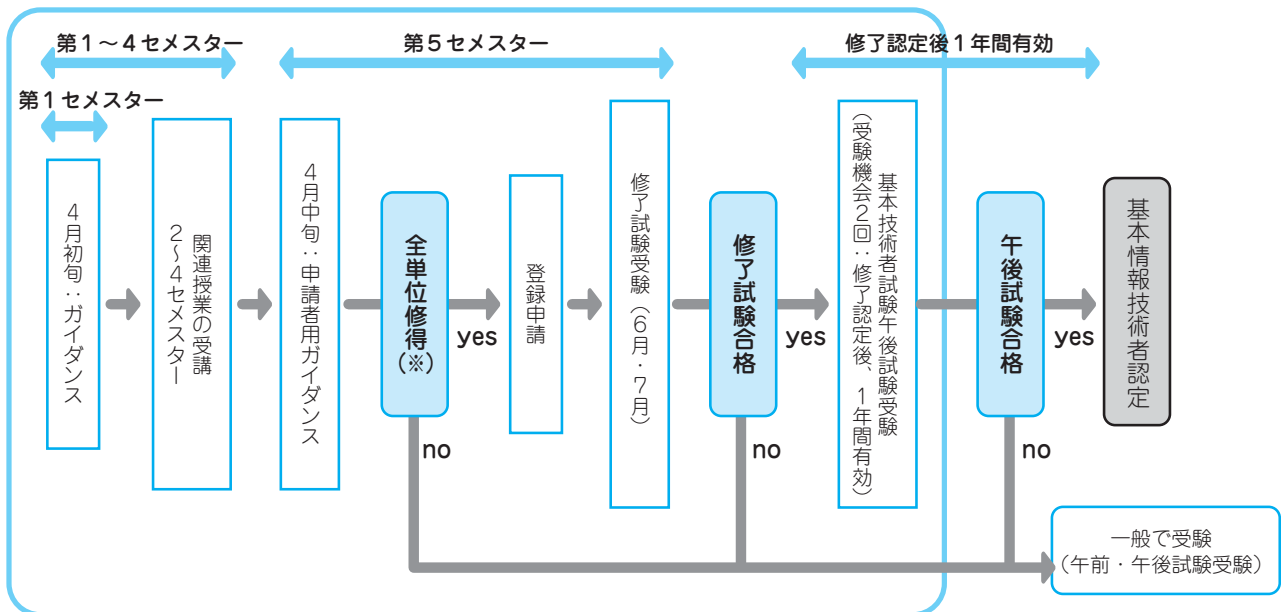 第1~4セメスター
第5セメスター
修了認定後1年間有効
第1セメスター
4月初旬:ガイダンス
関連授業の受講
2~4セメスター
4月中旬:申請者用ガイダンス
全単位修得
(※)
yes
no
登録申請
修了試験受験(6月・7月)
修了試験合格
yes
no
基本技術者試験午後試験受験
(受験機会2回:修了認定後、1年間有効)
午後試験合格
yes
no
基本情報技術者認定
一般で受験
(午前・午後試験受験)